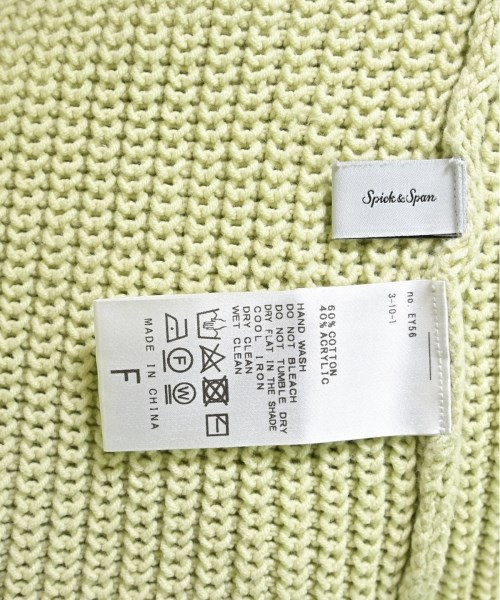 Spick&Span
no. EY56
3-10-1
60% COTTON
40% ACRYLIC
HAND WASH
DO NOT BLEACH
DO NOT TUMBLE DRY
DRY FLAT IN THE SHADE
COOL IRON
DRY CLEAN
WET CLEAN
F W
MADE IN CHINA
F